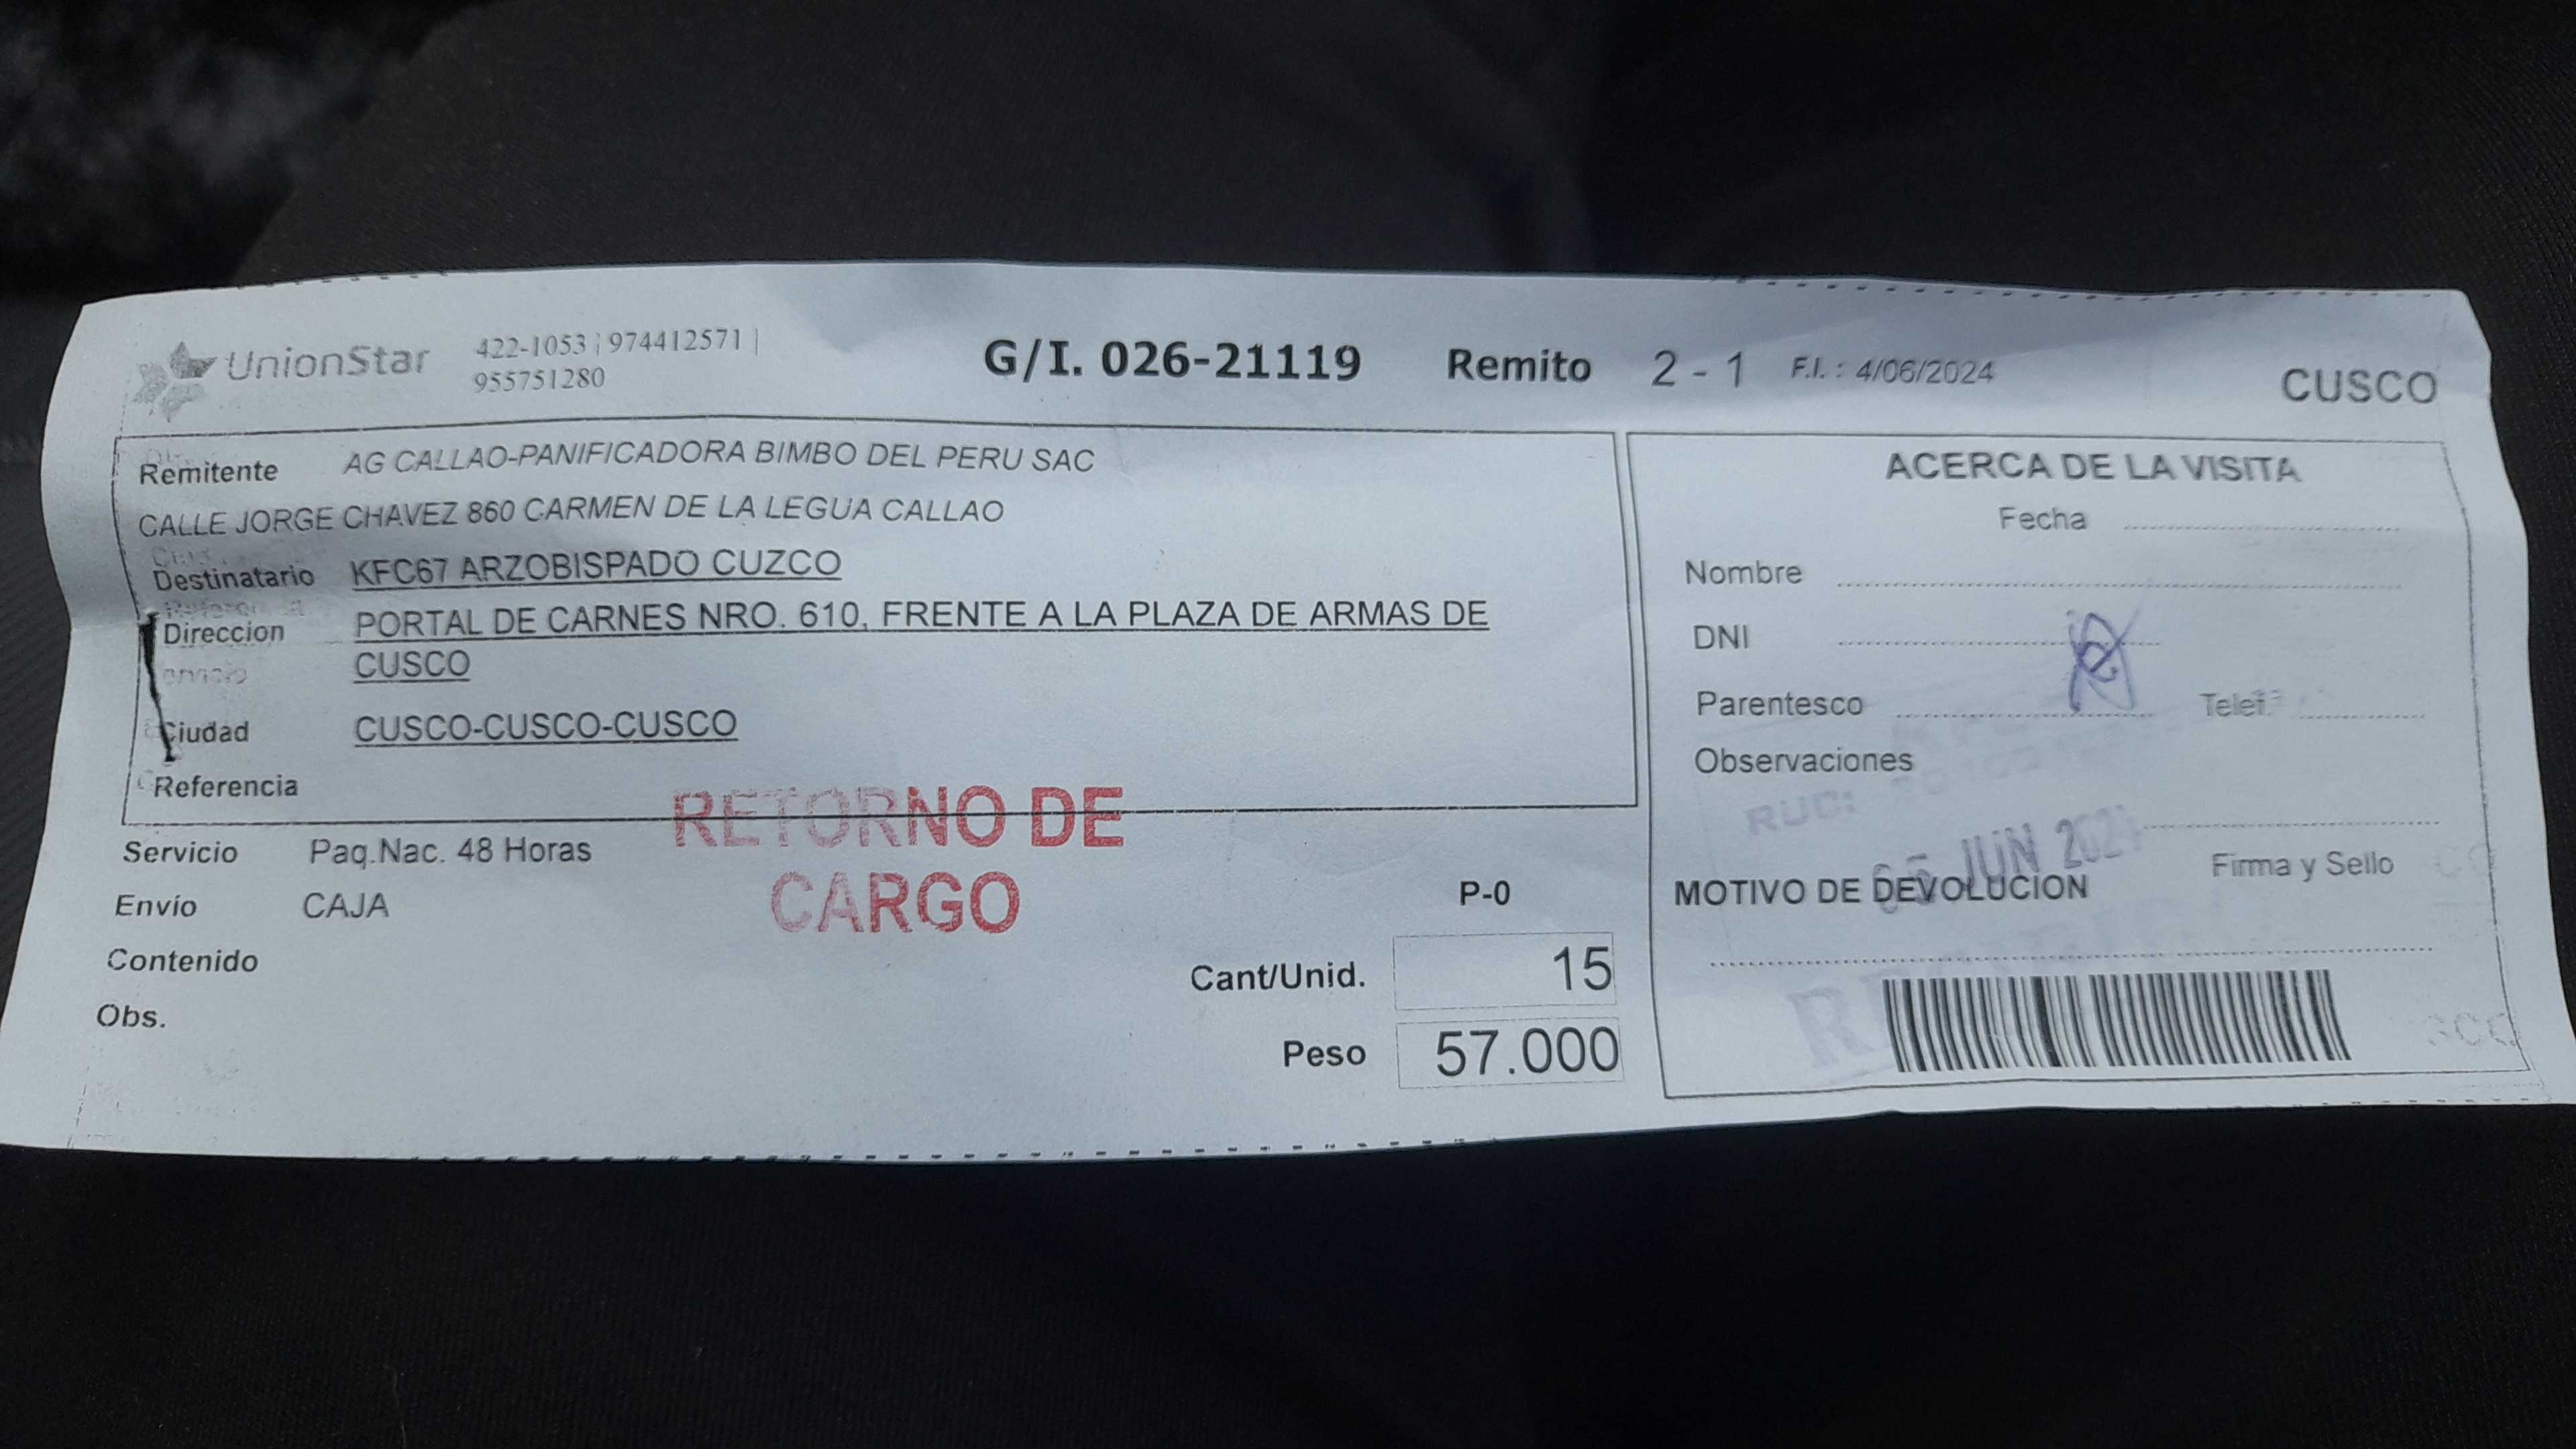 UnionStar
422-1053 | 974412571 |
955751280
G/I. 026-21119 Remito 2 - 1 F.I. : 4/06/2024
CUSCO
Remitente AG CALLAO-PANIFICADORA BIMBO DEL PERU SAC
CALLE JORGE CHAVEZ 860 CARMEN DE LA LEGUA CALLAO
Destinatario KFC67 ARZOBISPADO CUZCO
Direccion PORTAL DE CARNES NRO. 610, FRENTE A LA PLAZA DE ARMAS DE
CUSCO
Ciudad CUSCO-CUSCO-CUSCO
Referencia
RETORNO DE
CARGO
Servicio Paq.Nac. 48 Horas
Envío CAJA
Contenido
Obs.
P-0
Cant/Unid. 15
Peso 57.000
ACERCA DE LA VISITA
Fecha
Nombre
DNI
Parentesco Telef.
Observaciones
RUC:
JUN
Firma y Sello
MOTIVO DE DEVOLUCION